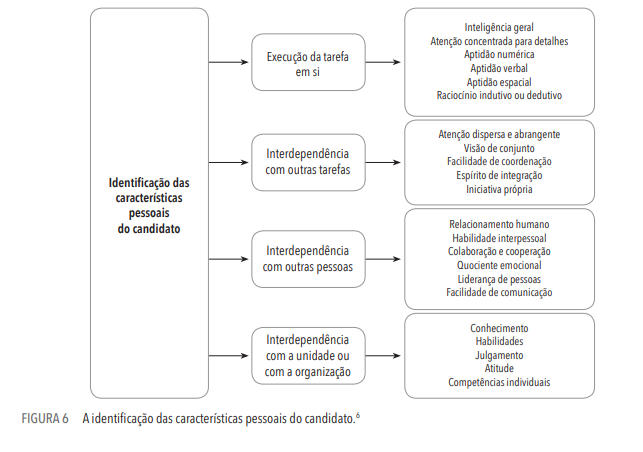 Identificação das
características
pessoais
do candidato
Execução da tarefa
em si
Inteligência geral
Atenção concentrada para detalhes
Aptidão numérica
Aptidão verbal
Aptidão espacial
Raciocínio indutivo ou dedutivo
Interdependência
com outras tarefas
Atenção dispersa e abrangente
Visão de conjunto
Facilidade de coordenação
Espírito de integração
Iniciativa própria
Interdependência
com outras pessoas
Relacionamento humano
Habilidade interpessoal
Colaboração e cooperação
Quociente emocional
Liderança de pessoas
Facilidade de comunicação
Interdependência
com a unidade ou
com a organização
Conhecimento
Habilidades
Julgamento
Atitude
Competências individuais
FIGURA 6 A identificação das características pessoais do candidato.⁶